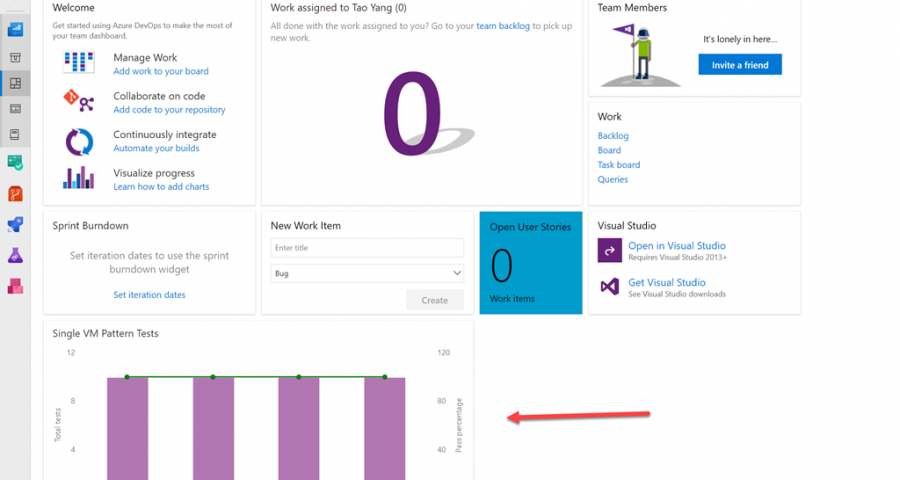 Welcome
Get started using Azure DevOps to make the most of
your team dashboard.
Manage Work
Add work to your board
Collaborate on code
Add code to your repository
Continuously integrate
Automate your builds
Visualize progress
Learn how to add charts
Work assigned to Tao Yang (0)
All done with the work assigned to you? Go to your team backlog to pick up
new work.
0
Team Members
It's lonely in here...
Invite a friend
Work
Backlog
Board
Task board
Queries
Sprint Burndown
Set iteration dates to use the sprint
burndown widget
Set iteration dates
New Work Item
Enter title
Bug
Create
Open User Stories
0
Work items
Visual Studio
Open in Visual Studio
Requires Visual Studio 2013+
Get Visual Studio
See Visual Studio downloads
Single VM Pattern Tests
12
8
4
Total tests
120
80
40
Pass percentage